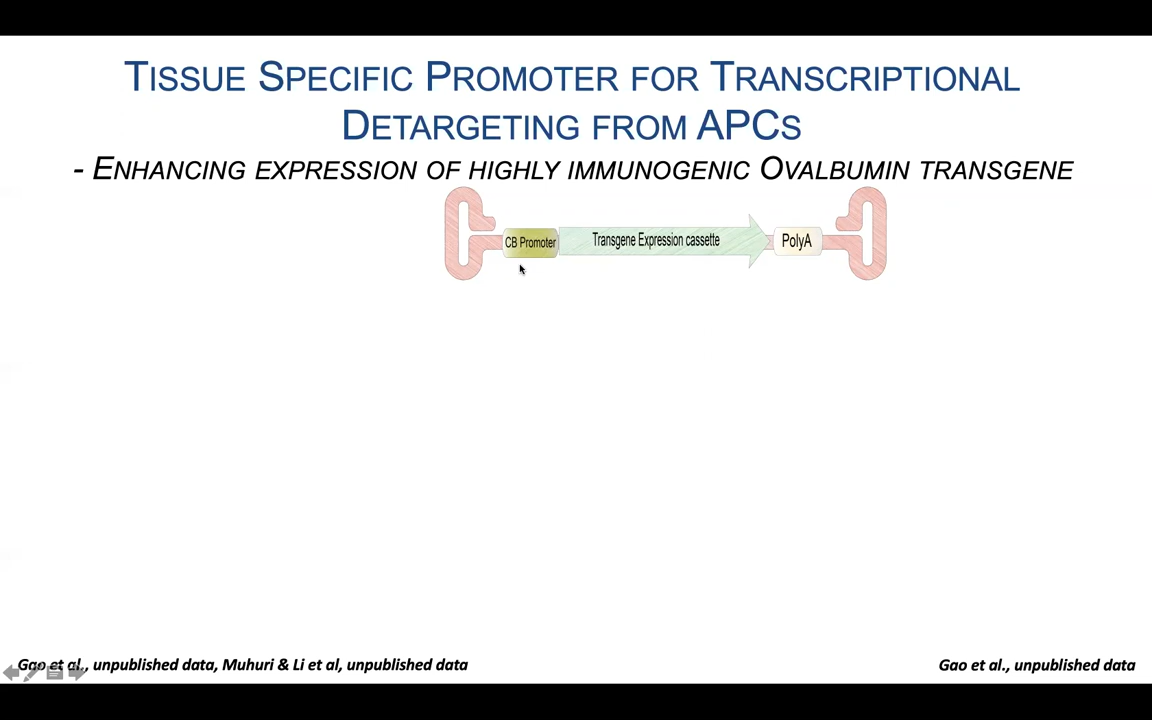 Tissue Specific Promoter for Transcriptional
Detargeting from APCs
- Enhancing expression of highly immunogenic Ovalbumin transgene
CB Promoter Transgene Expression cassette PolyA
Gao et al., unpublished data, Muhuri & Li et al, unpublished data
Gao et al., unpublished data